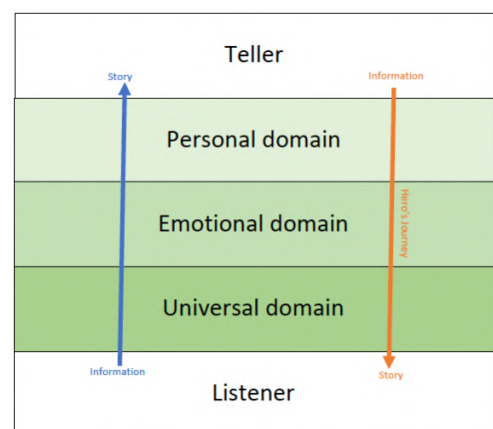 Teller
Story
Information
Personal domain
Emotional domain
Hero's Journey
Universal domain
Information
Story
Listener